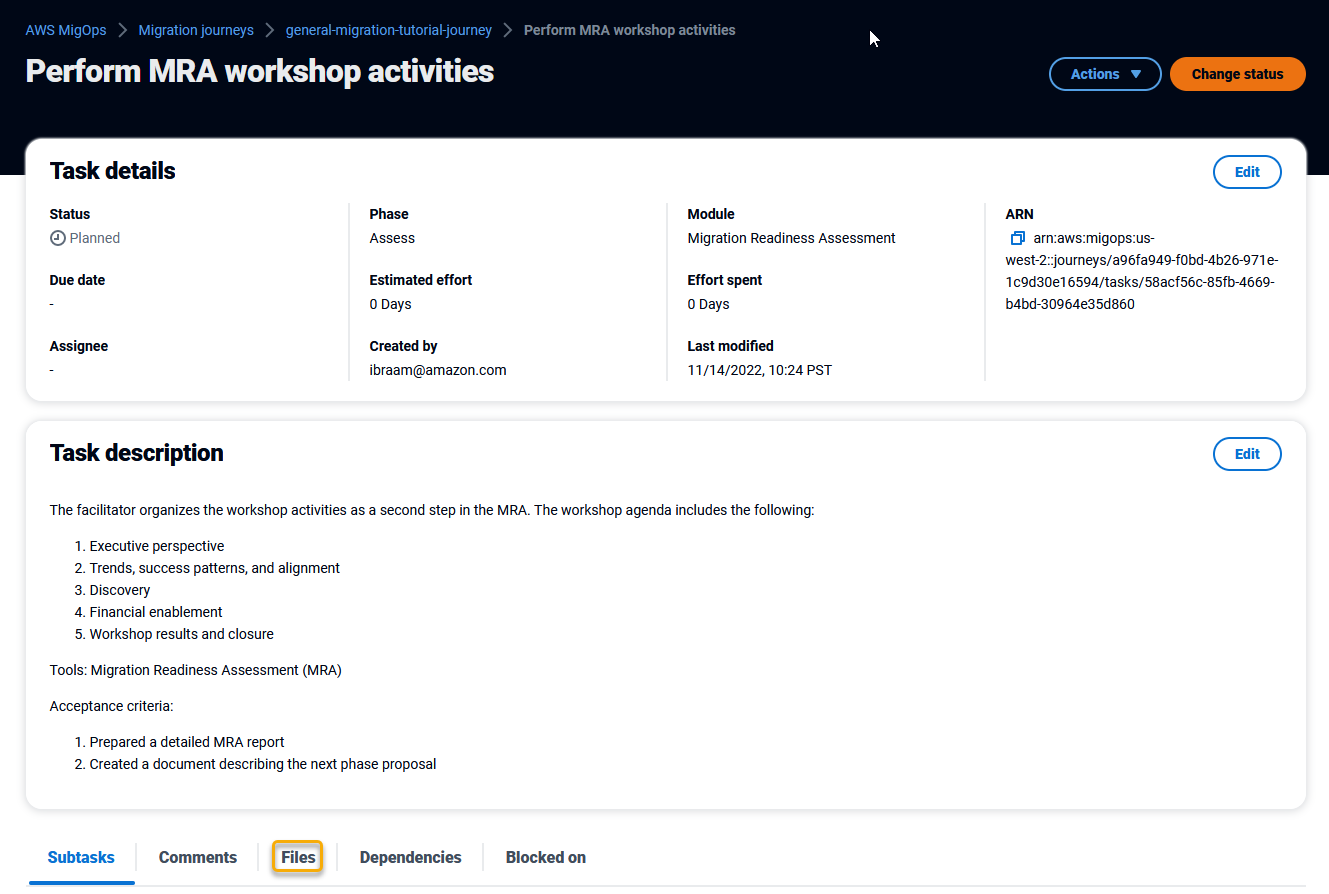 AWS MigOps > Migration journeys > general-migration-tutorial-journey > Perform MRA workshop activities
Perform MRA workshop activities
Actions
Change status
Task details
Edit
Status
Planned
Phase
Assess
Module
Migration Readiness Assessment
ARN
arn:aws:migops:us-
west-2::journeys/a96fa949-f0bd-4b26-971e-
1c9d30e16594/tasks/58acf56c-85fb-4669-
b4bd-30964e35d860
Due date
-
Estimated effort
0 Days
Effort spent
0 Days
Assignee
-
Created by
ibraam@amazon.com
Last modified
11/14/2022, 10:24 PST
Task description
Edit
The facilitator organizes the workshop activities as a second step in the MRA. The workshop agenda includes the following:
1. Executive perspective
2. Trends, success patterns, and alignment
3. Discovery
4. Financial enablement
5. Workshop results and closure
Tools: Migration Readiness Assessment (MRA)
Acceptance criteria:
1. Prepared a detailed MRA report
2. Created a document describing the next phase proposal
Subtasks
Comments
Files
Dependencies
Blocked on